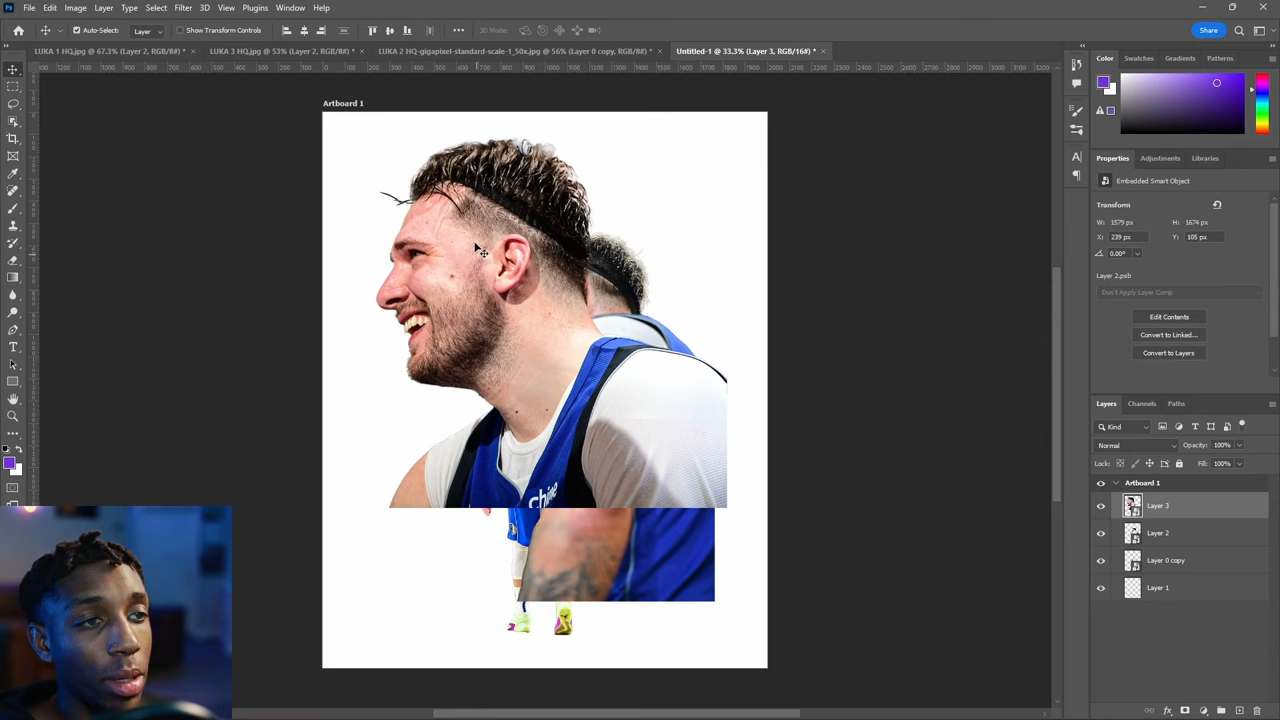 Ps File Edit Image Layer Type Select Filter 3D View Plugins Window Help
Auto-Select: Layer Show Transform Controls 3D Mode: Share
LUKA 1 HQ.jpg @ 67.3% (Layer 2, RGB/8#) * × LUKA 3 HQ.jpg @ 53% (Layer 2, RGB/8#) * × LUKA 2 HQ-gigapixel-standard-scale-1_50x.jpg @ 56% (Layer 0 copy, RGB/8#) * × Untitled-1 @ 33.3% (Layer 3, RGB/16#) * ×
Color Swatches Gradients Patterns
Artboard 1
Properties Adjustments Libraries
Embedded Smart Object
Transform
W: 1579 px H: 1674 px
X: 239 px Y: 105 px
0.00°
Layer 2.psb
Don't Apply Layer Comp
Edit Contents
Convert to Linked...
Convert to Layers
Layers Channels Paths
Kind
Normal Opacity: 100%
Lock: Fill: 100%
Artboard 1
Layer 3
Layer 2
Layer 0 copy
Layer 1
chime